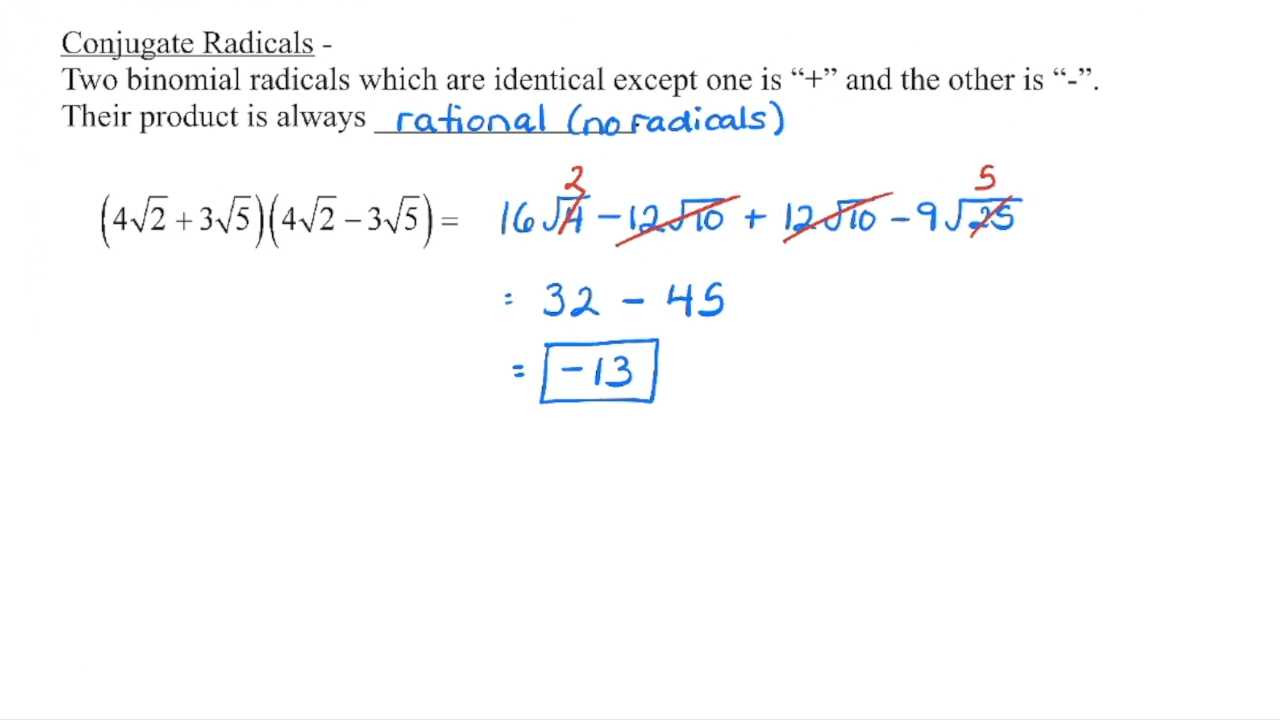 Conjugate Radicals -
Two binomial radicals which are identical except one is “+” and the other is “-”.
Their product is always rational (no radicals)
2 5
(4√2 + 3√5)(4√2 − 3√5) = 16√4 − 12√10 + 12√10 − 9√25
= 32 − 45
= −13